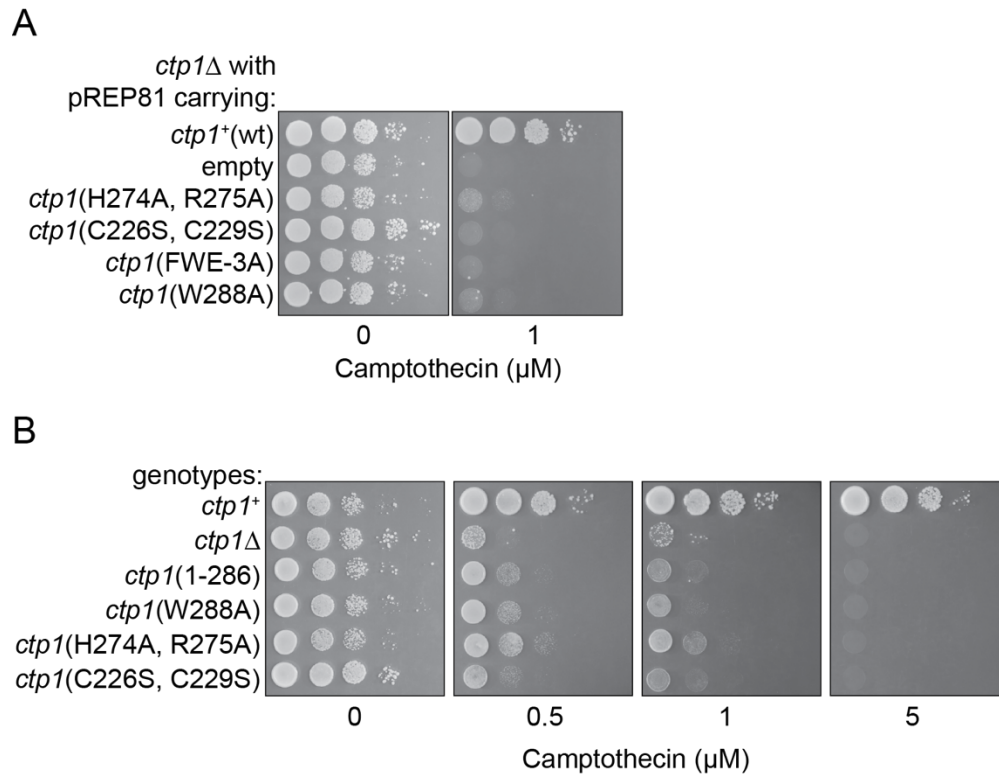 A
ctp1Δ with
pREP81 carrying:
ctp1⁺(wt)
empty
ctp1(H274A, R275A)
ctp1(C226S, C229S)
ctp1(FWE-3A)
ctp1(W288A)
0 1
Camptothecin (µM)
B
genotypes:
ctp1⁺
ctp1Δ
ctp1(1-286)
ctp1(W288A)
ctp1(H274A, R275A)
ctp1(C226S, C229S)
0 0.5 1 5
Camptothecin (µM)